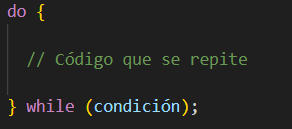 do {
// Código que se repite
} while (condición);